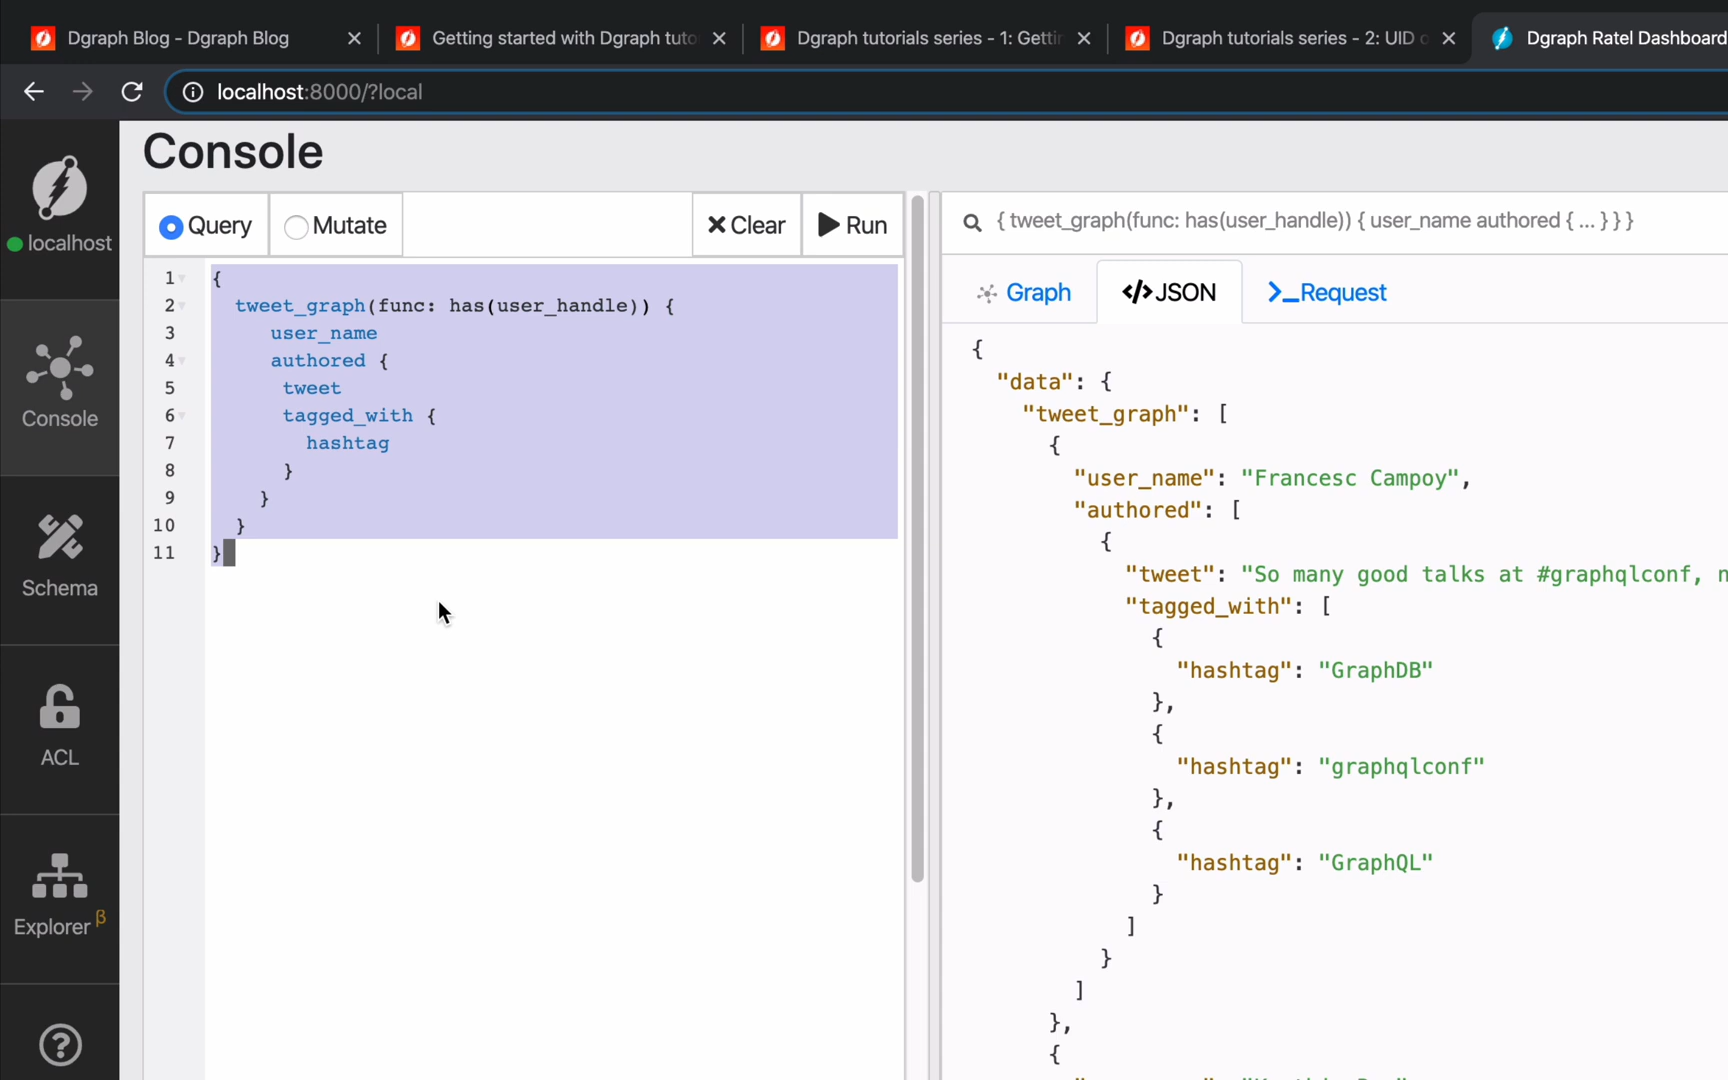 Dgraph Blog - Dgraph Blog
Getting started with Dgraph tuto
Dgraph tutorials series - 1: Getti
Dgraph tutorials series - 2: UID
Dgraph Ratel Dashboard
localhost:8000/?local
localhost
Console
Schema
ACL
Explorer β
Console
Query
Mutate
Clear
Run
1 {
2 tweet_graph(func: has(user_handle)) {
3 user_name
4 authored {
5 tweet
6 tagged_with {
7 hashtag
8 }
9 }
10 }
11 }
{ tweet_graph(func: has(user_handle)) { user_name authored { ... } } }
Graph
</>JSON
>_Request
{
"data": {
"tweet_graph": [
{
"user_name": "Francesc Campoy",
"authored": [
{
"tweet": "So many good talks at #graphqlconf, n
"tagged_with": [
{
"hashtag": "GraphDB"
},
{
"hashtag": "graphqlconf"
},
{
"hashtag": "GraphQL"
}
]
}
]
},
{